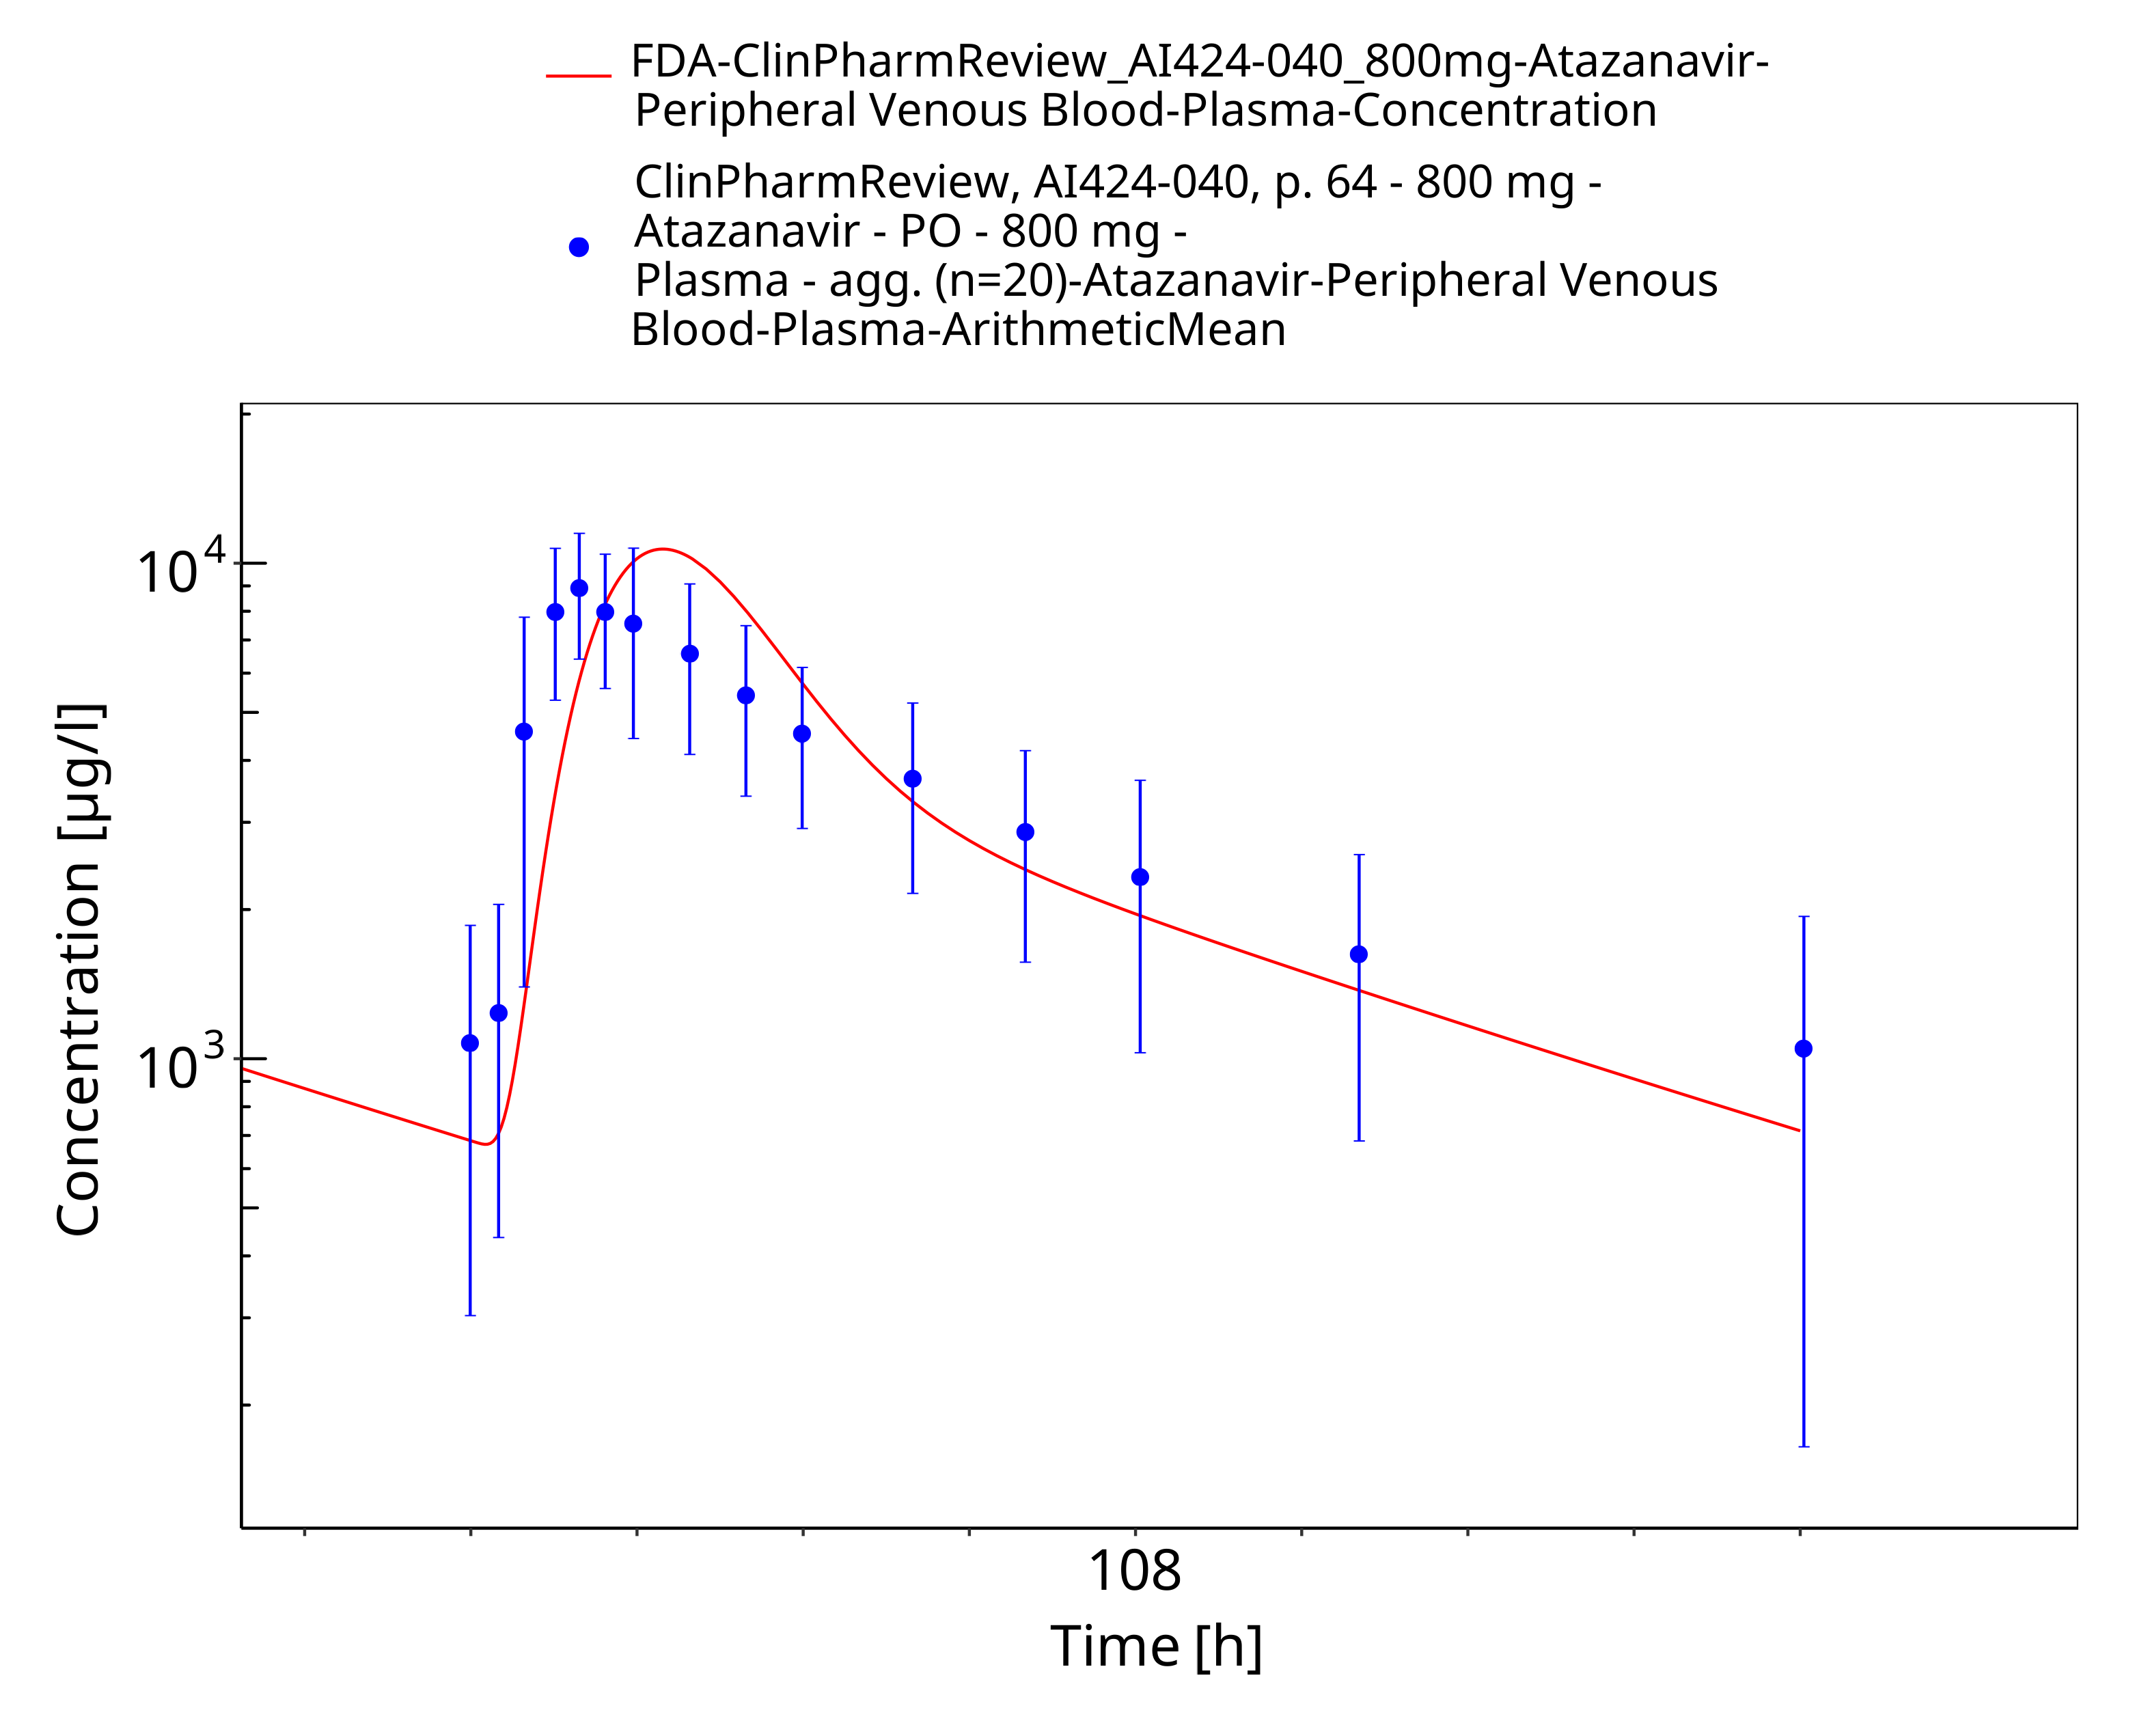 FDA-ClinPharmReview_AI424-040_800mg-Atazanavir-
Peripheral Venous Blood-Plasma-Concentration
ClinPharmReview, AI424-040, p. 64 - 800 mg -
Atazanavir - PO - 800 mg -
Plasma - agg. (n=20)-Atazanavir-Peripheral Venous
Blood-Plasma-ArithmeticMean
10^4
10^3
Concentration [µg/l]
108
Time [h]